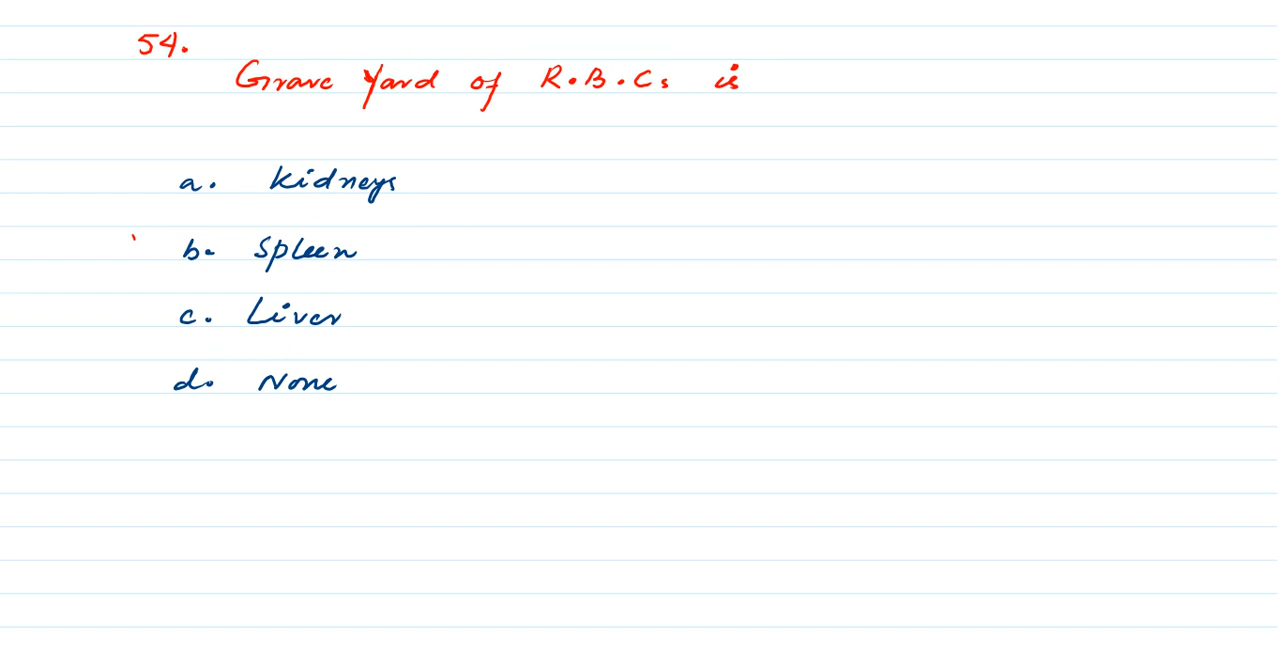 54.
Grave Yard of R.B.Cs is
a. Kidneys
b. Spleen
c. Liver
d. None